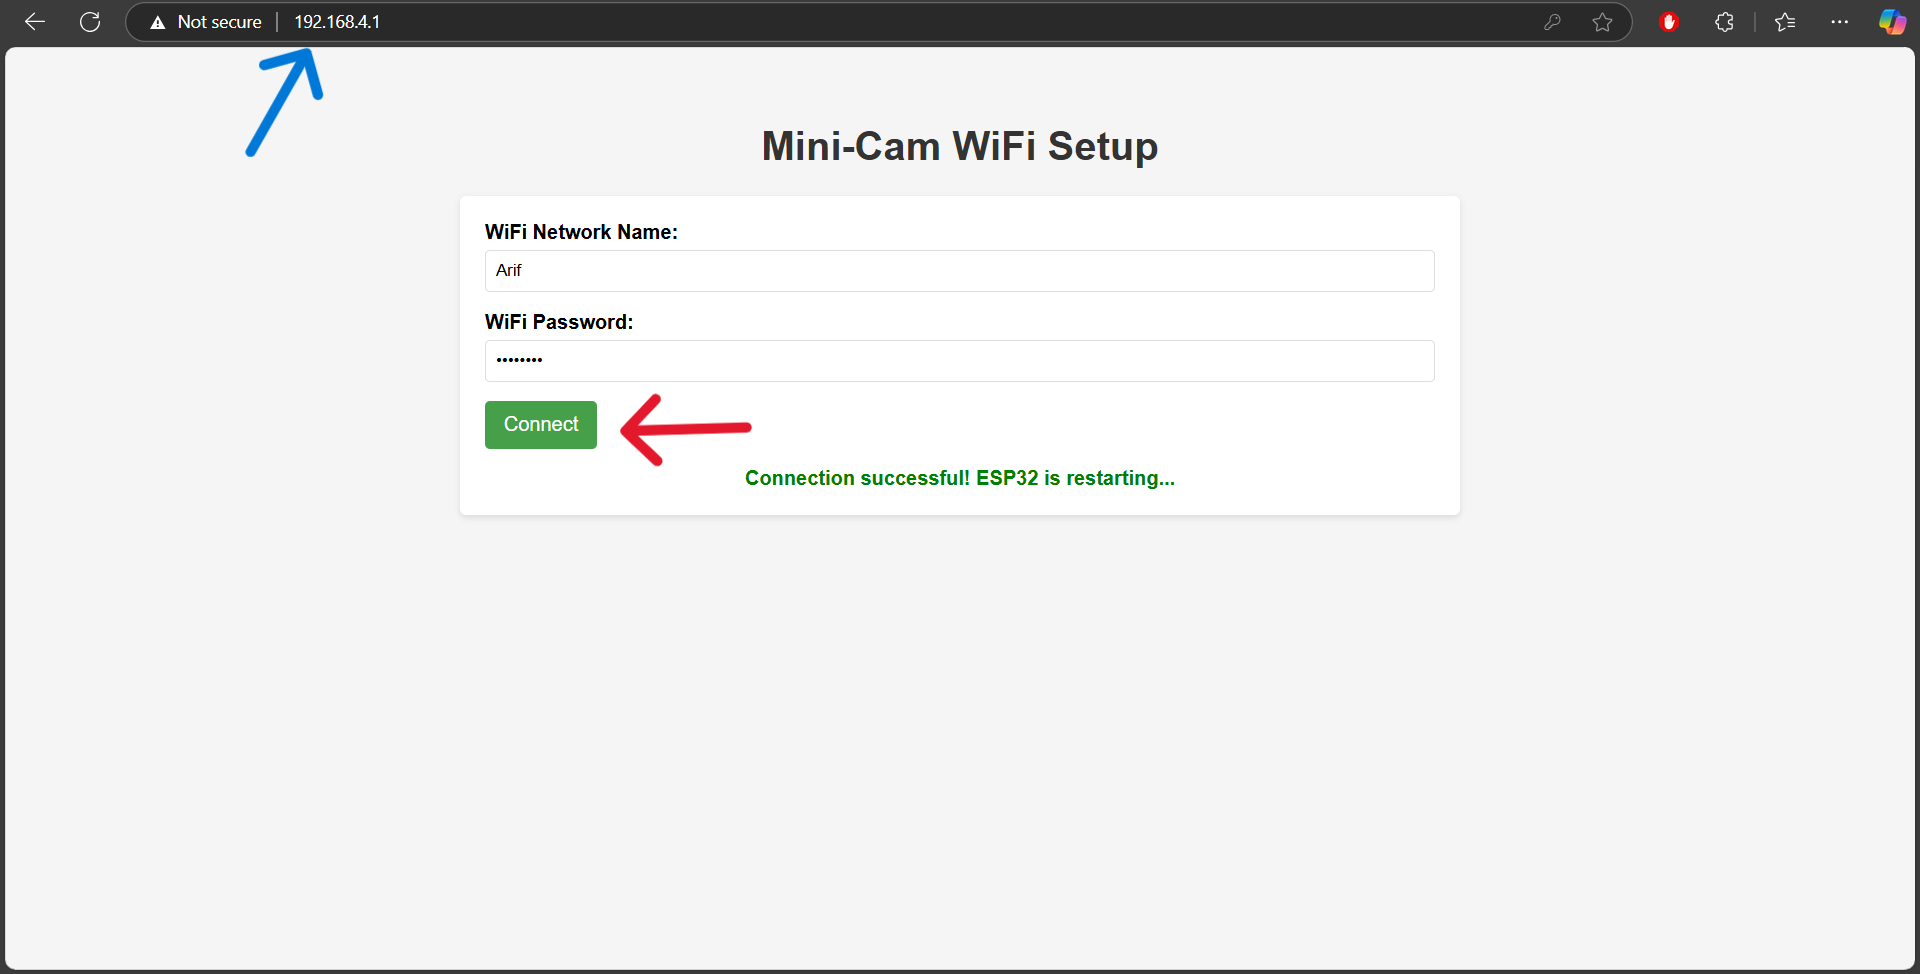 Not secure 192.168.4.1
Mini-Cam WiFi Setup
WiFi Network Name:
Arif
WiFi Password:
••••••••
Connect
Connection successful! ESP32 is restarting...